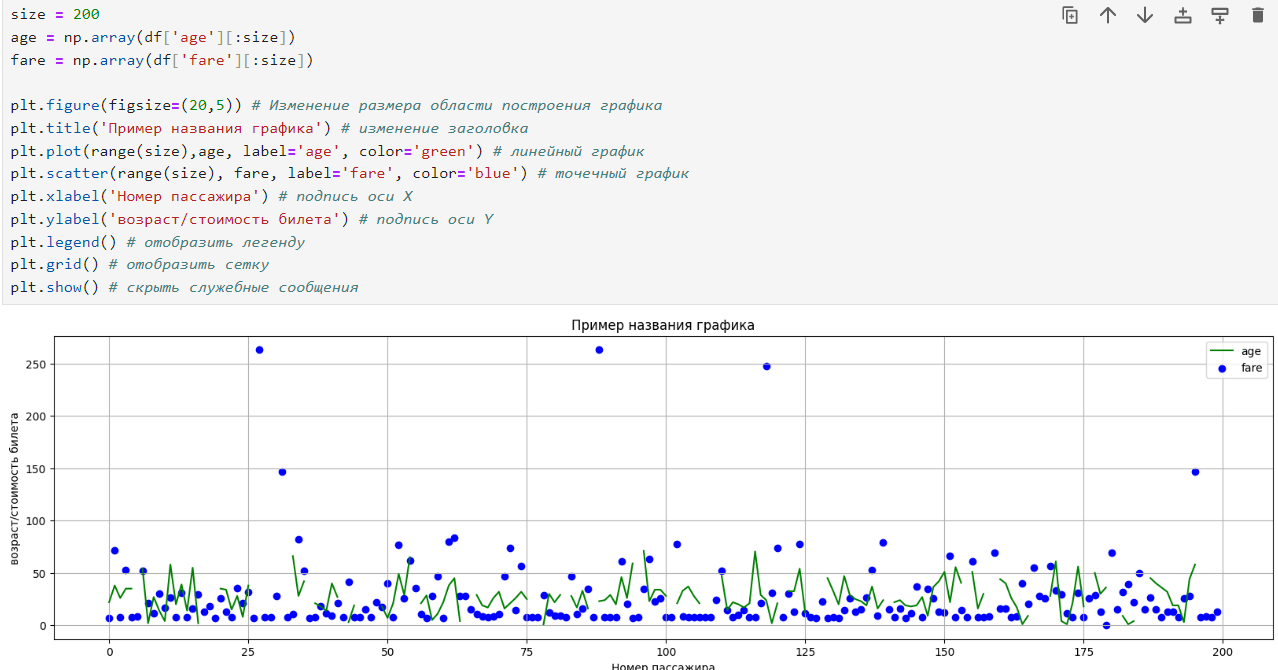 size = 200
age = np.array(df['age'][:size])
fare = np.array(df['fare'][:size])
plt.figure(figsize=(20,5)) # Изменение размера области построения графика
plt.title('Пример названия графика') # изменение заголовка
plt.plot(range(size),age, label='age', color='green') # линейный график
plt.scatter(range(size), fare, label='fare', color='blue') # точечный график
plt.xlabel('Номер пассажира') # подпись оси X
plt.ylabel('возраст/стоимость билета') # подпись оси Y
plt.legend() # отобразить легенду
plt.grid() # отобразить сетку
plt.show() # скрыть служебные сообщения
Пример названия графика
age
fare
возраст/стоимость билета
250
200
150
100
50
0
0 25 50 75 100 125 150 175 200
Номер пассажира